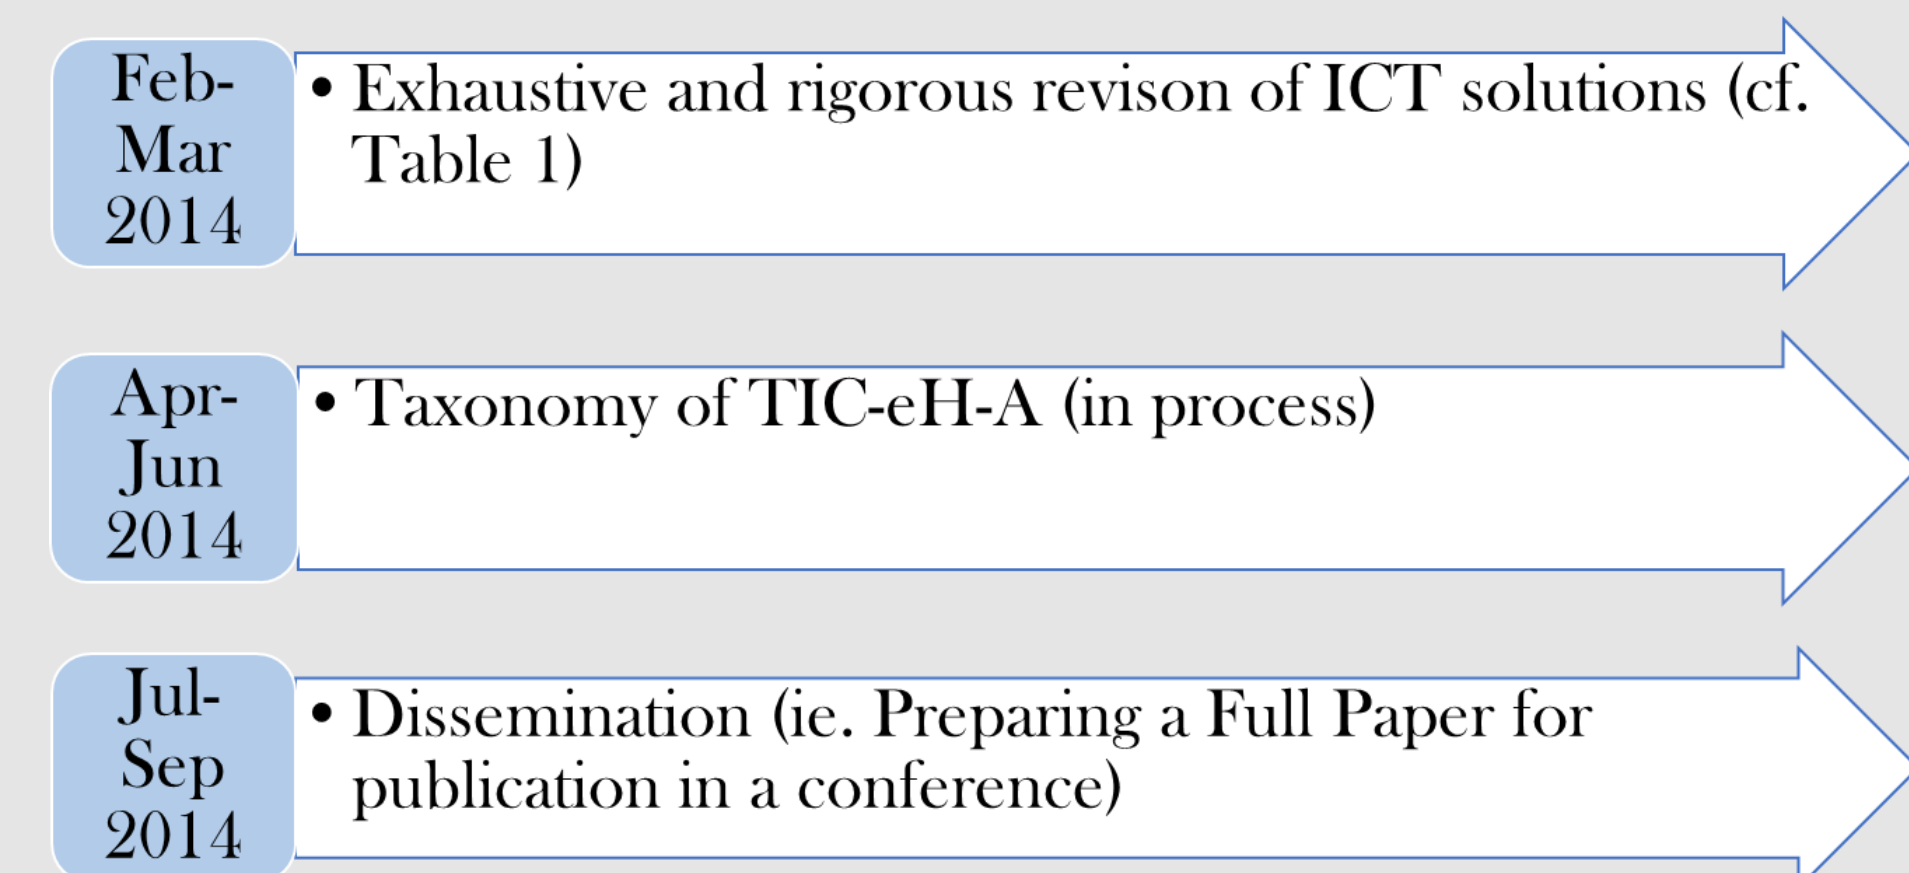 Feb-
Mar
2014
• Exhaustive and rigorous revison of ICT solutions (cf.
Table 1)
Apr-
Jun
2014
• Taxonomy of TIC-eH-A (in process)
Jul-
Sep
2014
• Dissemination (ie. Preparing a Full Paper for
publication in a conference)